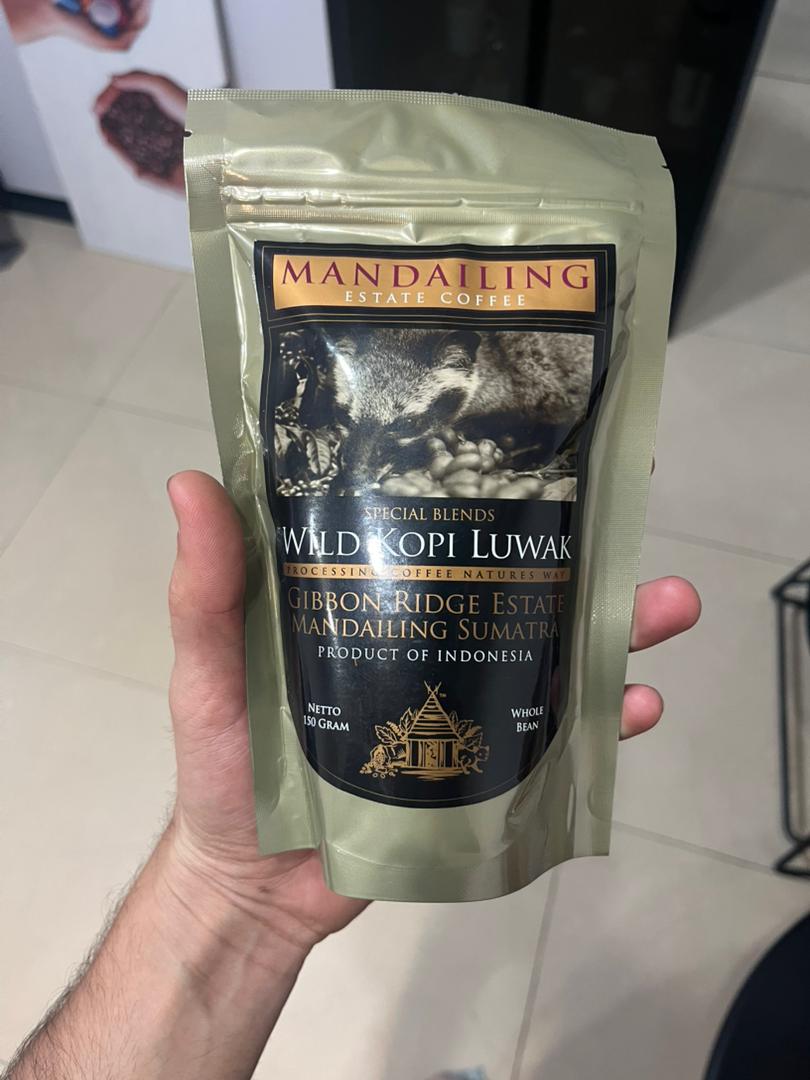 MANDAILING
ESTATE COFFEE
SPECIAL BLENDS
WILD KOPI LUWAK
PROCESSING COFFEE NATURES WAY
GIBBON RIDGE ESTATE
MANDAILING SUMATRA
PRODUCT OF INDONESIA
NETTO
150 GRAM
WHOLE
BEAN
TM